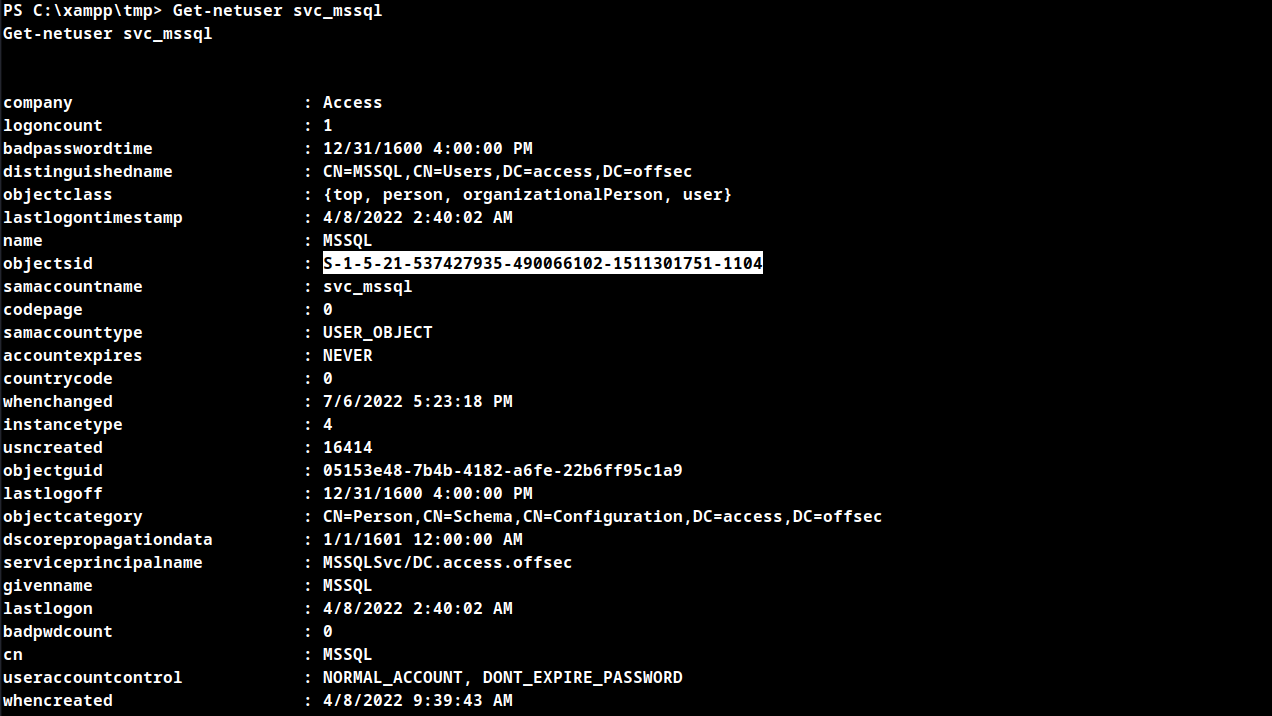 PS C:\xampp\tmp> Get-netuser svc_mssql
Get-netuser svc_mssql
company : Access
logoncount : 1
badpasswordtime : 12/31/1600 4:00:00 PM
distinguishedname : CN=MSSQL,CN=Users,DC=access,DC=offsec
objectclass : {top, person, organizationalPerson, user}
lastlogontimestamp : 4/8/2022 2:40:02 AM
name : MSSQL
objectsid : S-1-5-21-537427935-490066102-1511301751-1104
samaccountname : svc_mssql
codepage : 0
samaccounttype : USER_OBJECT
accountexpires : NEVER
countrycode : 0
whenchanged : 7/6/2022 5:23:18 PM
instancetype : 4
usncreated : 16414
objectguid : 05153e48-7b4b-4182-a6fe-22b6ff95c1a9
lastlogoff : 12/31/1600 4:00:00 PM
objectcategory : CN=Person,CN=Schema,CN=Configuration,DC=access,DC=offsec
dscorepropagationdata : 1/1/1601 12:00:00 AM
serviceprincipalname : MSSQLSvc/DC.access.offsec
givenname : MSSQL
lastlogon : 4/8/2022 2:40:02 AM
badpwdcount : 0
cn : MSSQL
useraccountcontrol : NORMAL_ACCOUNT, DONT_EXPIRE_PASSWORD
whencreated : 4/8/2022 9:39:43 AM